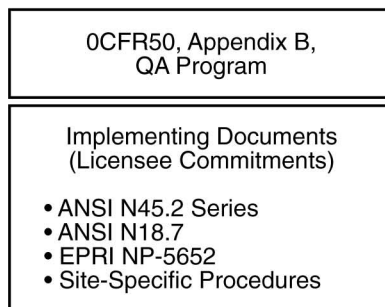 0CFR50, Appendix B,
QA Program
Implementing Documents
(Licensee Commitments)
• ANSI N45.2 Series
• ANSI N18.7
• EPRI NP-5652
• Site-Specific Procedures